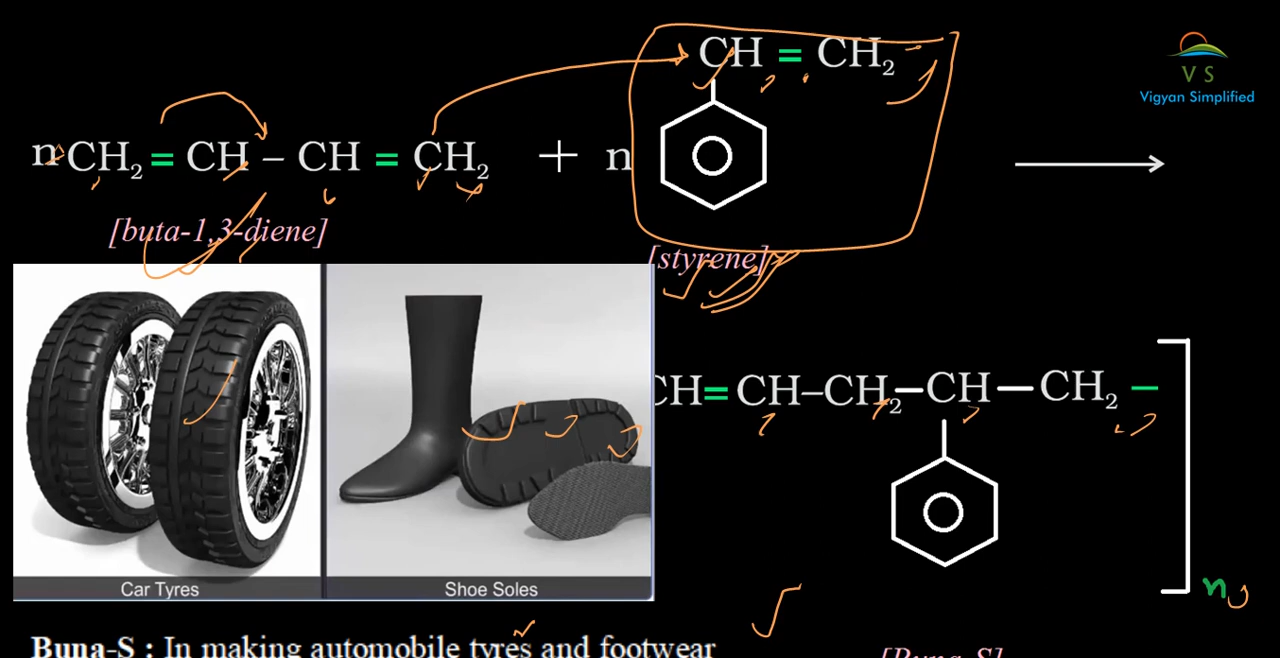 CH = CH₂
V S
Vigyan Simplified
nCH₂ = CH – CH = CH₂ + n
[buta-1,3-diene]
[styrene]
CH=CH–CH₂–CH–CH₂–
n
Car Tyres
Shoe Soles
Buna-S : In making automobile tyres and footwear
[Buna-S]